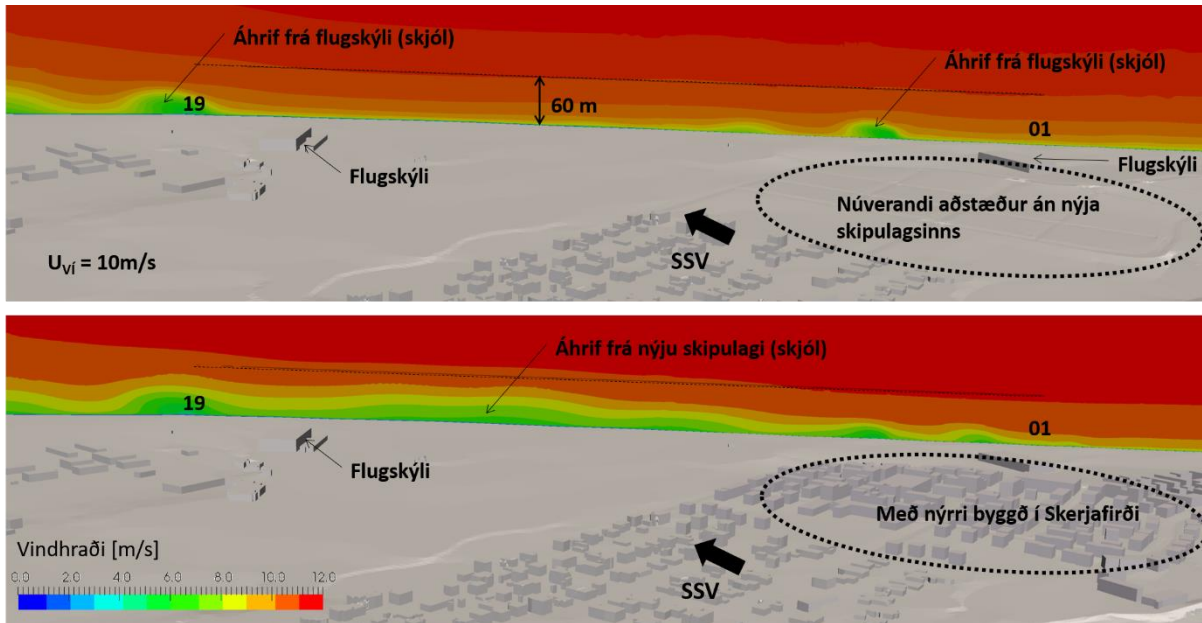 Áhrif frá flugskýli (skjól)
Áhrif frá flugskýli (skjól)
19
60 m
01
Flugskýli
Flugskýli
Núverandi aðstæður án nýja
skipulagsinns
SSV
UVÍ = 10m/s
Áhrif frá nýju skipulagi (skjól)
19
01
Flugskýli
Með nýrri byggð í Skerjafirði
SSV
Vindhraði [m/s]
0.0 2.0 4.0 6.0 8.0 10.0 12.0